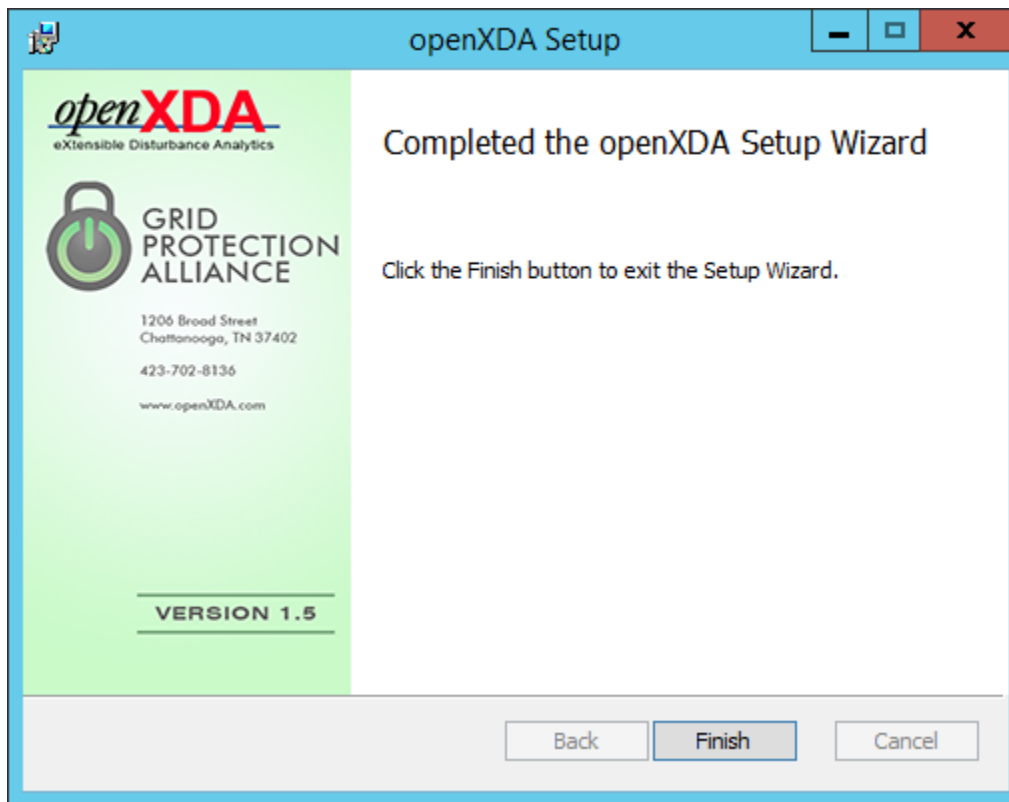 openXDA Setup
openXDA
eXtensible Disturbance Analytics
GRID
PROTECTION
ALLIANCE
1206 Broad Street
Chattanooga, TN 37402
423-702-8136
www.openXDA.com
VERSION 1.5
Completed the openXDA Setup Wizard
Click the Finish button to exit the Setup Wizard.
Back
Finish
Cancel